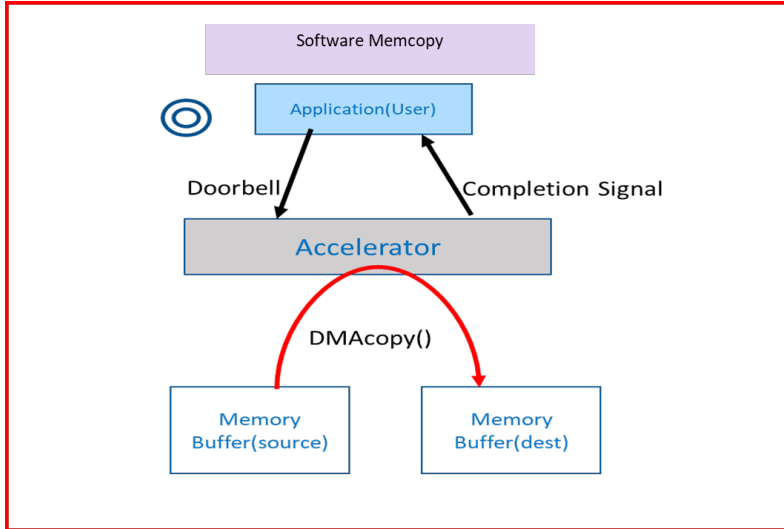 Software Memcopy
Application(User)
Doorbell
Completion Signal
Accelerator
DMAcopy()
Memory
Buffer(source)
Memory
Buffer(dest)